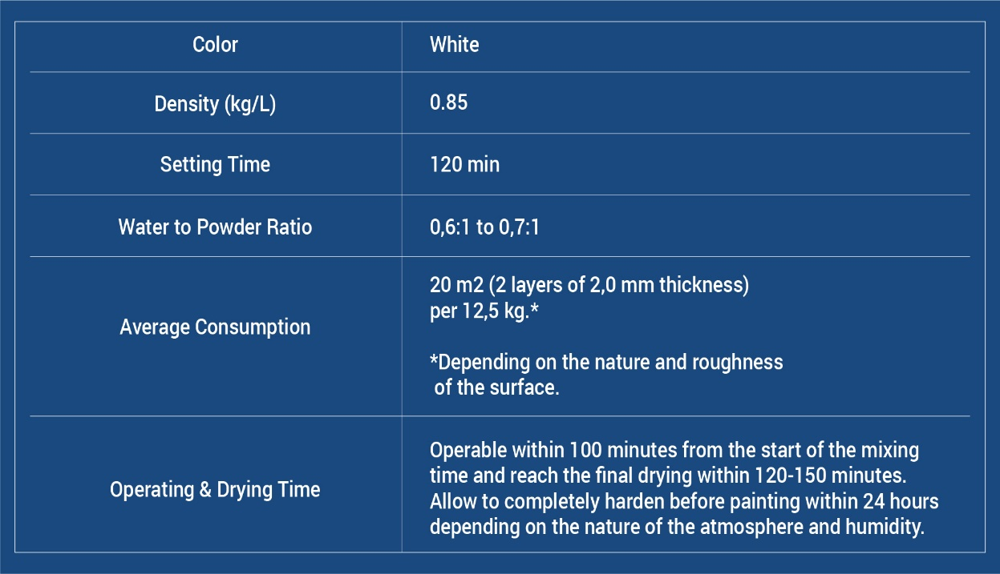 Color
White
Density (kg/L)
0.85
Setting Time
120 min
Water to Powder Ratio
0,6:1 to 0,7:1
Average Consumption
20 m2 (2 layers of 2,0 mm thickness)
per 12,5 kg.*
*Depending on the nature and roughness
of the surface.
Operating & Drying Time
Operable within 100 minutes from the start of the mixing
time and reach the final drying within 120-150 minutes.
Allow to completely harden before painting within 24 hours
depending on the nature of the atmosphere and humidity.